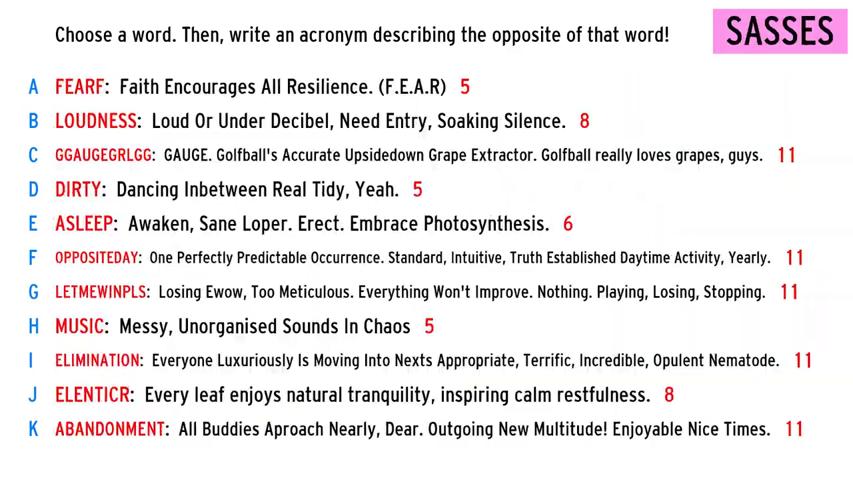 Choose a word. Then, write an acronym describing the opposite of that word!
SASSES
A FEARF: Faith Encourages All Resilience. (F.E.A.R) 5
B LOUDNESS: Loud Or Under Decibel, Need Entry, Soaking Silence. 8
C GGAUGEGRLGG: GAUGE. Golfball's Accurate Upsidedown Grape Extractor. Golfball really loves grapes, guys. 11
D DIRTY: Dancing Inbetween Real Tidy, Yeah. 5
E ASLEEP: Awaken, Sane Loper. Erect. Embrace Photosynthesis. 6
F OPPOSITEDAY: One Perfectly Predictable Occurrence. Standard, Intuitive, Truth Established Daytime Activity, Yearly. 11
G LETMEWINPLS: Losing Ewow, Too Meticulous. Everything Won't Improve. Nothing. Playing, Losing, Stopping. 11
H MUSIC: Messy, Unorganised Sounds In Chaos 5
I ELIMINATION: Everyone Luxuriously Is Moving Into Nexts Appropriate, Terrific, Incredible, Opulent Nematode. 11
J ELENTICR: Every leaf enjoys natural tranquility, inspiring calm restfulness. 8
K ABANDONMENT: All Buddies Aproach Nearly, Dear. Outgoing New Multitude! Enjoyable Nice Times. 11